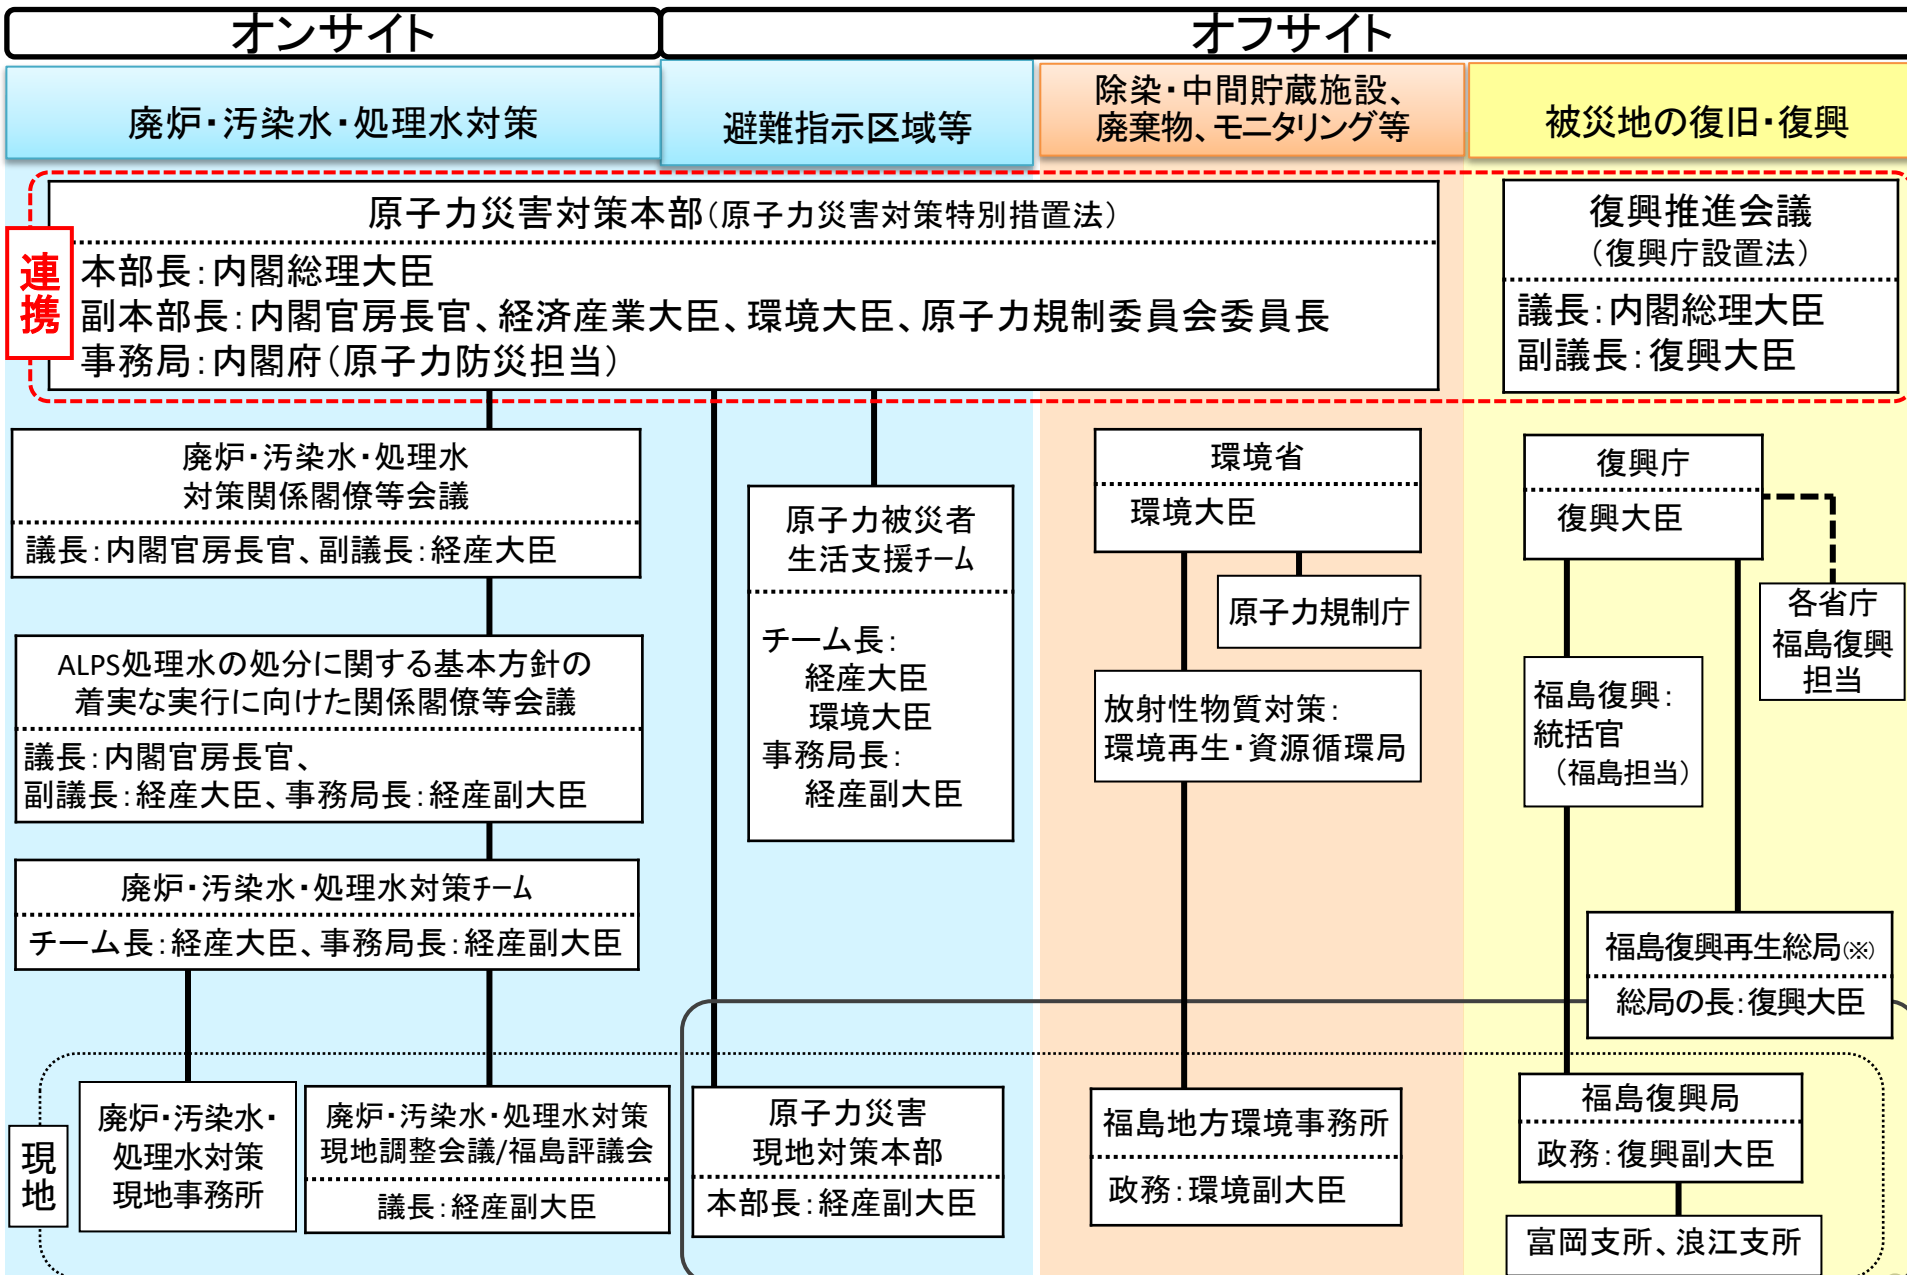 オンサイト
オフサイト
廃炉・汚染水・処理水対策
避難指示区域等
除染・中間貯蔵施設、
廃棄物、モニタリング等
被災地の復旧・復興
連携
原子力災害対策本部（原子力災害対策特別措置法）
本部長：内閣総理大臣
副本部長：内閣官房長官、経済産業大臣、環境大臣、原子力規制委員会委員長
事務局：内閣府（原子力防災担当）
復興推進会議
（復興庁設置法）
議長：内閣総理大臣
副議長：復興大臣
廃炉・汚染水・処理水
対策関係閣僚等会議
議長：内閣官房長官、副議長：経産大臣
ALPS処理水の処分に関する基本方針の
着実な実行に向けた関係閣僚等会議
議長：内閣官房長官、
副議長：経産大臣、事務局長：経産副大臣
廃炉・汚染水・処理水対策チーム
チーム長：経産大臣、事務局長：経産副大臣
原子力被災者
生活支援チーム
チーム長：
経産大臣
環境大臣
事務局長：
経産副大臣
環境省
環境大臣
原子力規制庁
放射性物質対策：
環境再生・資源循環局
復興庁
復興大臣
各省庁
福島復興
担当
福島復興：
統括官
（福島担当）
福島復興再生総局（※）
総局の長：復興大臣
現地
廃炉・汚染水・
処理水対策
現地事務所
廃炉・汚染水・処理水対策
現地調整会議/福島評議会
議長：経産副大臣
原子力災害
現地対策本部
本部長：経産副大臣
福島地方環境事務所
政務：環境副大臣
福島復興局
政務：復興副大臣
富岡支所、浪江支所